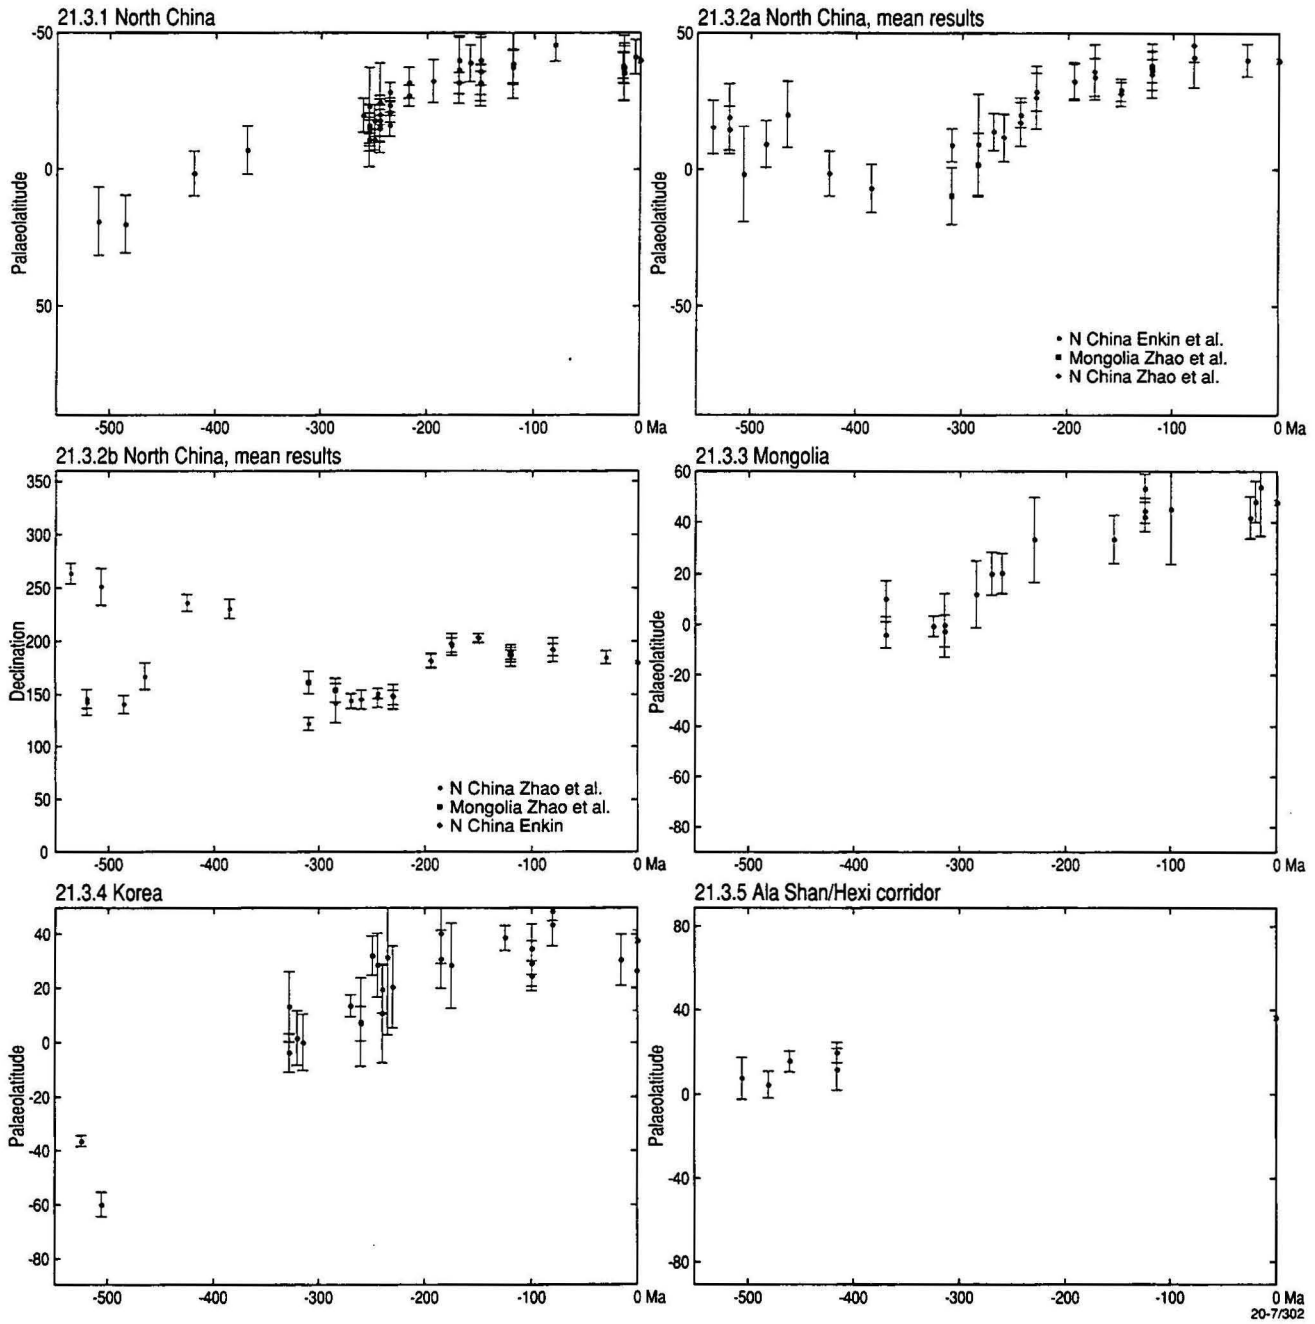 21.3.1 North China
-50
0
50
Palaeolatitude
-500 -400 -300 -200 -100 0 Ma
21.3.2a North China, mean results
50
0
-50
Palaeolatitude
N China Enkin et al.
Mongolia Zhao et al.
N China Zhao et al.
-500 -400 -300 -200 -100 0 Ma
21.3.2b North China, mean results
350
300
250
200
150
100
50
0
Declination
N China Zhao et al.
Mongolia Zhao et al.
N China Enkin
-500 -400 -300 -200 -100 0 Ma
21.3.3 Mongolia
60
40
20
0
-20
-40
-60
-80
Palaeolatitude
-500 -400 -300 -200 -100 0 Ma
21.3.4 Korea
40
20
0
-20
-40
-60
-80
Palaeolatitude
-500 -400 -300 -200 -100 0 Ma
21.3.5 Ala Shan/Hexi corridor
80
40
0
-40
-80
Palaeolatitude
-500 -400 -300 -200 -100 0 Ma
20-7/302